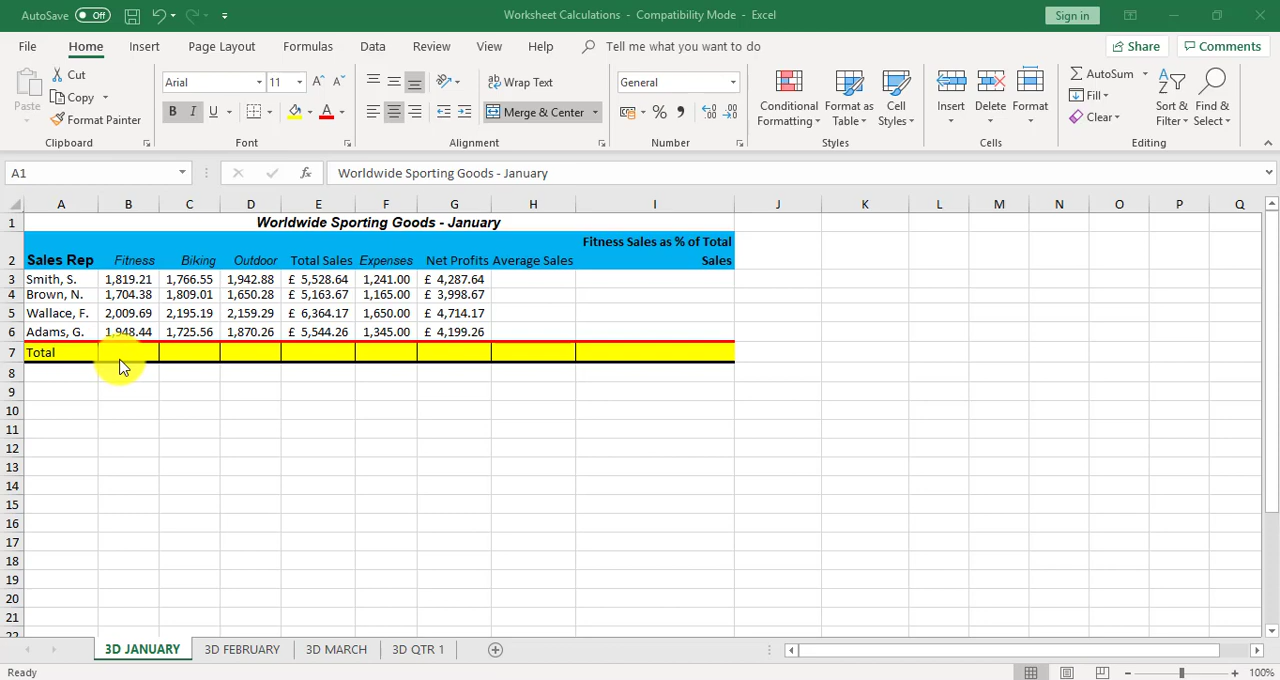 AutoSave Off Worksheet Calculations - Compatibility Mode - Excel Sign in
File Home Insert Page Layout Formulas Data Review View Help Tell me what you want to do Share Comments
Paste Cut Copy Format Painter
Arial 11 B I U
Wrap Text Merge & Center
General %
Conditional Formatting Format as Table Cell Styles
Insert Delete Format
AutoSum Fill Clear Sort & Filter Find & Select
Clipboard Font Alignment Number Styles Cells Editing
A1 fx Worldwide Sporting Goods - January
A B C D E F G H I J K L M N O P Q
1 Worldwide Sporting Goods - January
2 Sales Rep Fitness Biking Outdoor Total Sales Expenses Net Profits Average Sales Fitness Sales as % of Total Sales
3 Smith, S. 1,819.21 1,766.55 1,942.88 £ 5,528.64 1,241.00 £ 4,287.64
4 Brown, N. 1,704.38 1,809.01 1,650.28 £ 5,163.67 1,165.00 £ 3,998.67
5 Wallace, F. 2,009.69 2,195.19 2,159.29 £ 6,364.17 1,650.00 £ 4,714.17
6 Adams, G. 1,948.44 1,725.56 1,870.26 £ 5,544.26 1,345.00 £ 4,199.26
7 Total
8
9
10
11
12
13
14
15
16
17
18
19
20
21
22
3D JANUARY 3D FEBRUARY 3D MARCH 3D QTR 1
Ready 100%